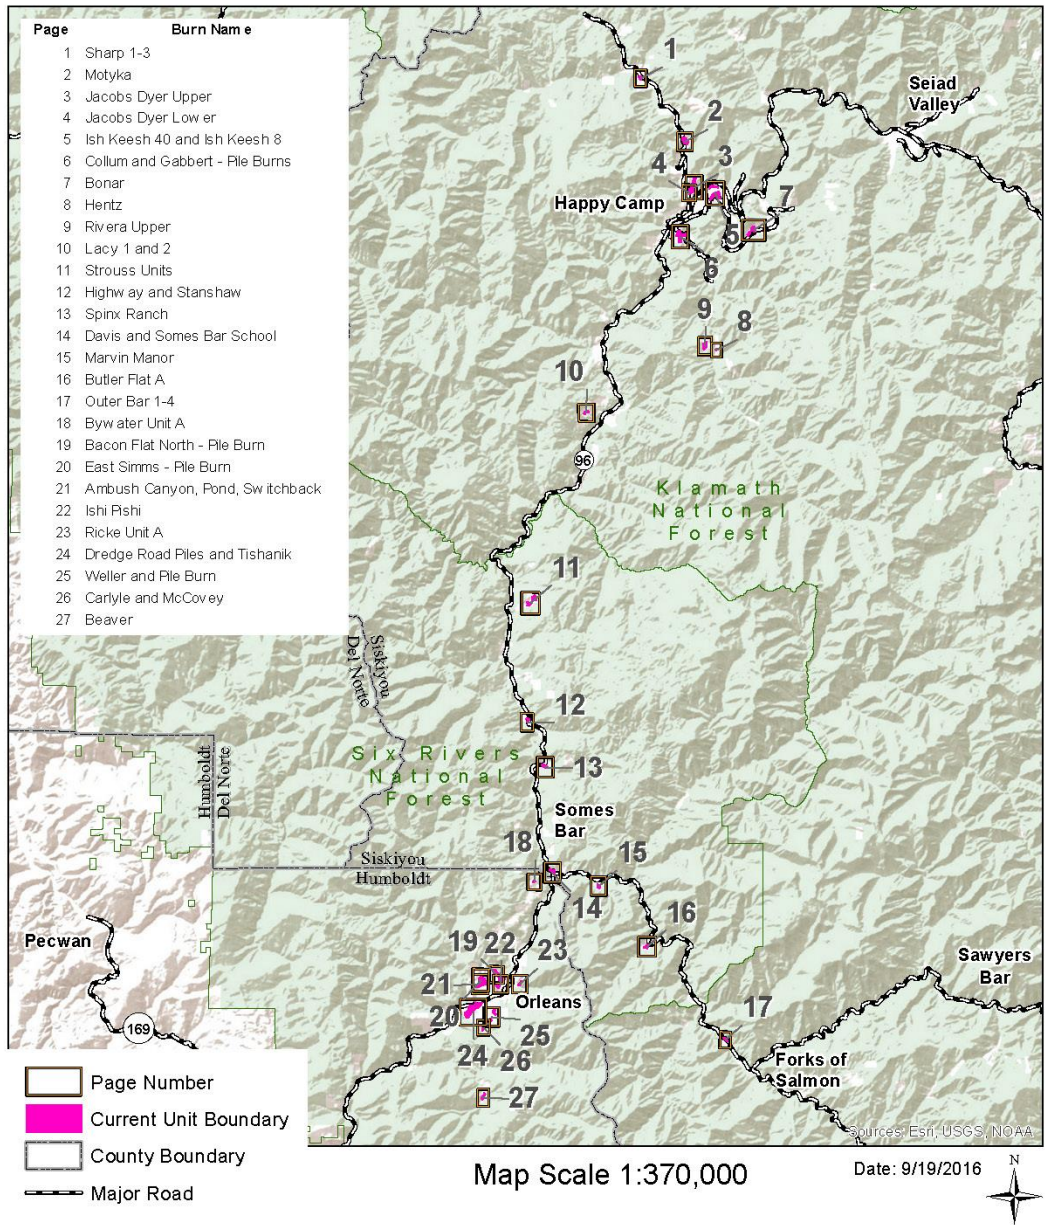 Page Burn Name
1 Sharp 1-3
2 Motyka
3 Jacobs Dyer Upper
4 Jacobs Dyer Lower
5 Ish Keesh 40 and Ish Keesh 8
6 Collum and Gabbert - Pile Burns
7 Bonar
8 Hentz
9 Rivera Upper
10 Lacy 1 and 2
11 Strouss Units
12 Highway and Stanshaw
13 Spinx Ranch
14 Davis and Somes Bar School
15 Marvin Manor
16 Butler Flat A
17 Outer Bar 1-4
18 Bywater Unit A
19 Bacon Flat North - Pile Burn
20 East Simms - Pile Burn
21 Ambush Canyon, Pond, Switchback
22 Ishi Pishi
23 Ricke Unit A
24 Dredge Road Piles and Tishanik
25 Weller and Pile Burn
26 Carlyle and McCovey
27 Beaver
1
Seiad
Valley
2
4 3
Happy Camp
7
5
6
9 8
10
96
Klamath
National
Forest
11
Siskiyou
Del Norte
12
Six Rivers
National
Forest
13
Humboldt
Del Norte
Somes
Bar
18
15
Siskiyou
Humboldt
14
16
Pecwan
Sawyers
Bar
19 22 23
21
Orleans
20
25
24 26
17
169
Forks of
Salmon
27
Sources: Esri, USGS, NOAA
Page Number
Current Unit Boundary
County Boundary
Major Road
Map Scale 1:370,000
Date: 9/19/2016
N